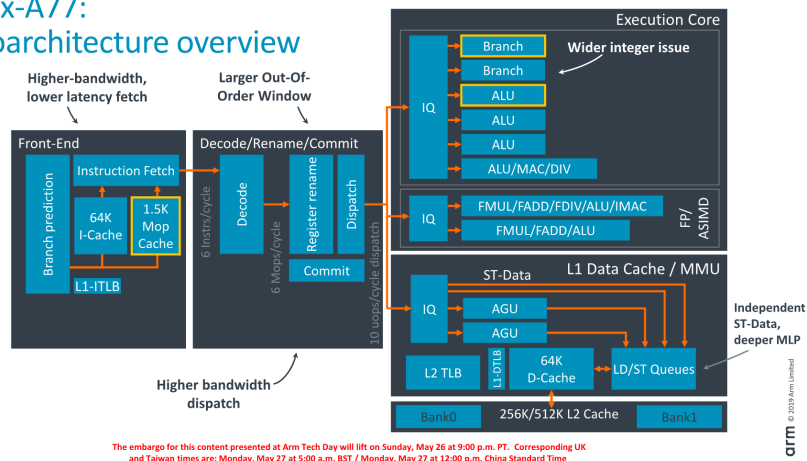 x-A77:
parchitecture overview
Higher-bandwidth,
lower latency fetch
Larger Out-Of-
Order Window
Execution Core
Wider integer issue
IQ
Branch
Branch
ALU
ALU
ALU
ALU/MAC/DIV
Front-End
Branch prediction
Instruction Fetch
64K
I-Cache
1.5K
Mop
Cache
L1-ITLB
Decode/Rename/Commit
6 Instrs/cycle
Decode
6 Mops/cycle
Register rename
Dispatch
Commit
10 uops/cycle dispatch
IQ
FMUL/FADD/FDIV/ALU/IMAC
FMUL/FADD/ALU
FP/
ASIMD
L1 Data Cache / MMU
ST-Data
IQ
AGU
AGU
L2 TLB
L1-DTLB
64K
D-Cache
LD/ST Queues
Independent
ST-Data,
deeper MLP
Higher bandwidth
dispatch
Bank0
256K/512K L2 Cache
Bank1
arm © 2019 Arm Limited
The embargo for this content presented at Arm Tech Day will lift on Sunday, May 26 at 9:00 p.m. PT. Corresponding UK
and Taiwan times are: Monday, May 27 at 5:00 a.m. BST / Monday, May 27 at 12:00 p.m. China Standard Time